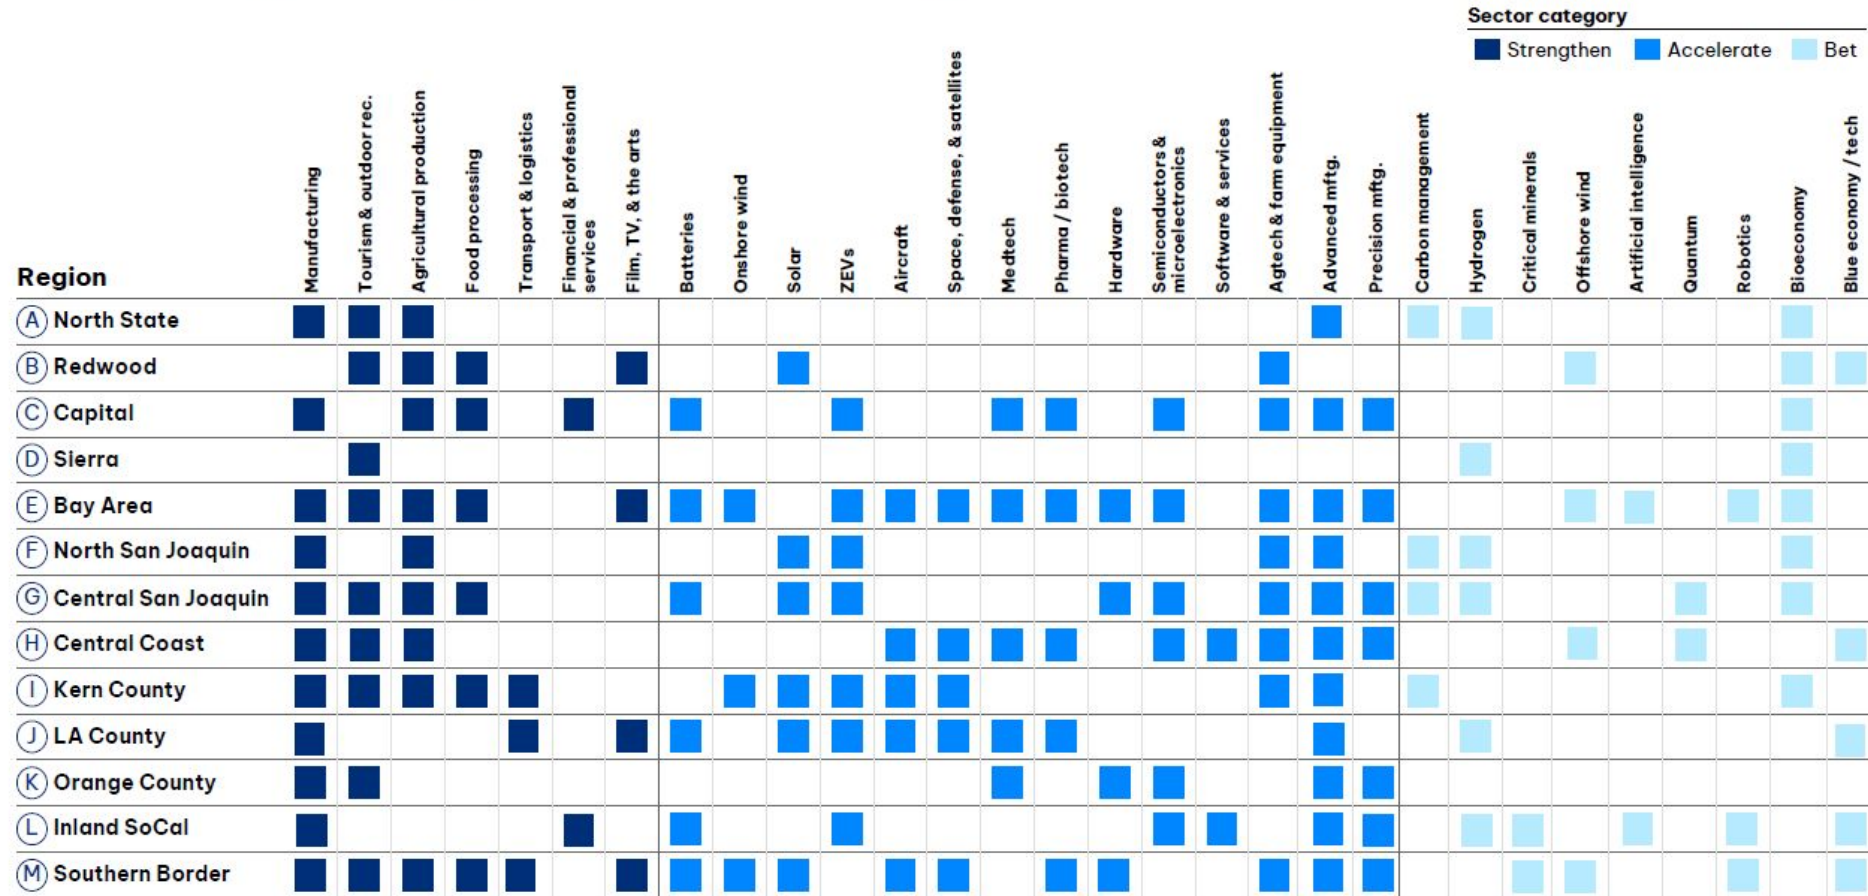 Sector category
Strengthen
Accelerate
Bet
Region
Manufacturing
Tourism & outdoor rec.
Agricultural production
Food processing
Transport & logistics
Financial & professional
services
Film, TV, & the arts
Batteries
Onshore wind
Solar
ZEVs
Aircraft
Space, defense, & satellites
Medtech
Pharma / biotech
Hardware
Semiconductors &
microelectronics
Software & services
Agtech & farm equipment
Advanced mftg.
Precision mftg.
Carbon management
Hydrogen
Critical minerals
Offshore wind
Artificial intelligence
Quantum
Robotics
Bioeconomy
Blue economy / tech
A North State
B Redwood
C Capital
D Sierra
E Bay Area
F North San Joaquin
G Central San Joaquin
H Central Coast
I Kern County
J LA County
K Orange County
L Inland SoCal
M Southern Border